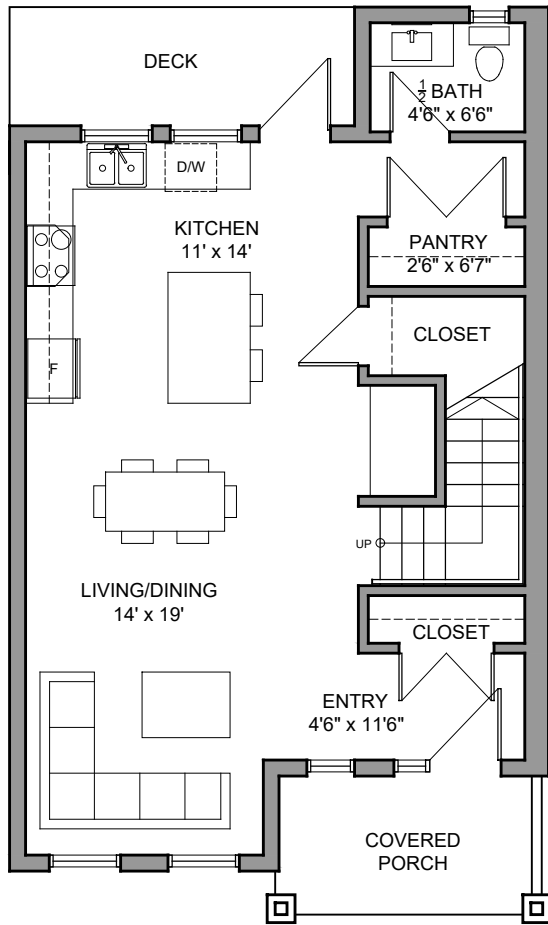 DECK
½ BATH
4'6" x 6'6"
D/W
KITCHEN
11' x 14'
PANTRY
2'6" x 6'7"
CLOSET
F
UP
LIVING/DINING
14' x 19'
CLOSET
ENTRY
4'6" x 11'6"
COVERED
PORCH